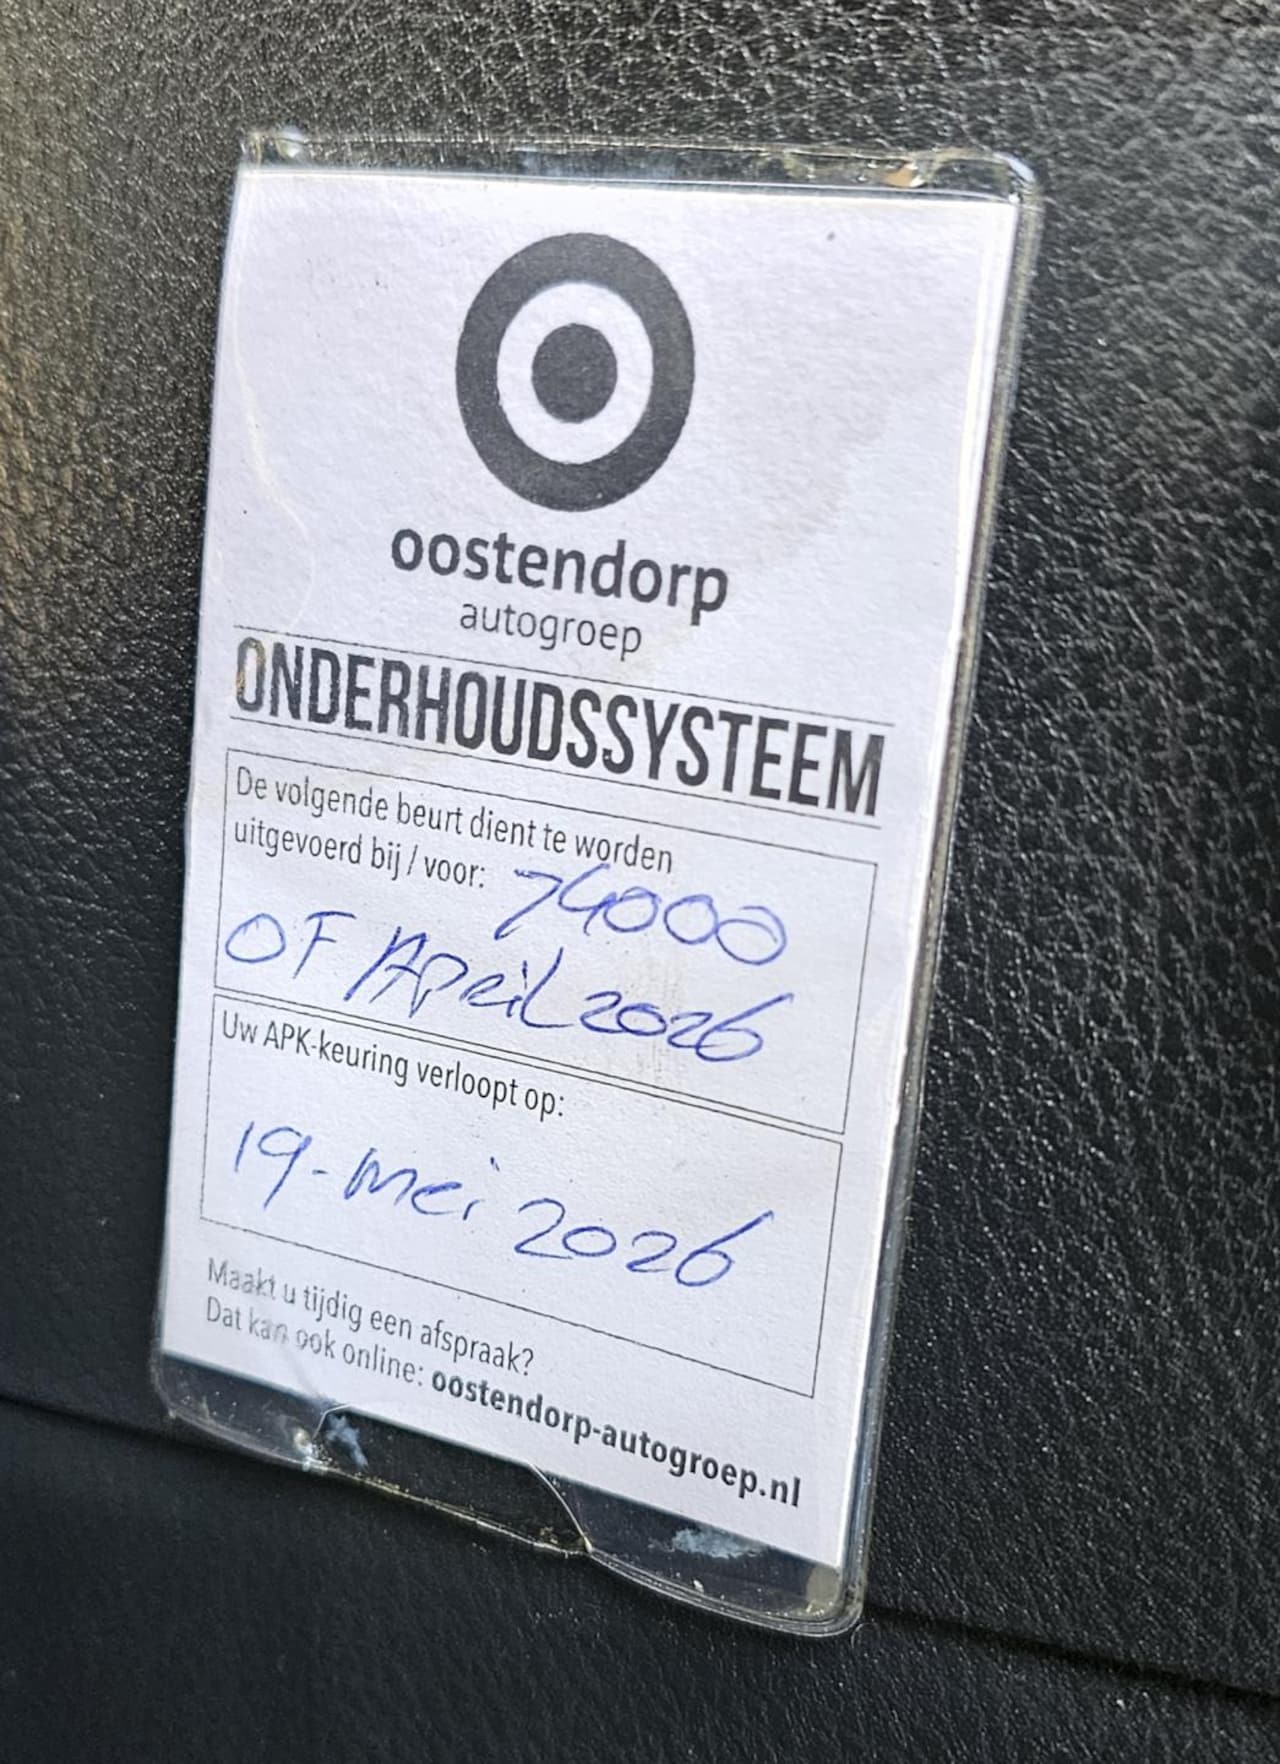 oostendorp
autogroep
ONDERHOUDSSYSTEEM
De volgende beurt dient te worden
uitgevoerd bij / voor: 74000
OF April 2026
Uw APK-keuring verloopt op:
19-mei 2026
Maakt u tijdig een afspraak?
Dat kan ook online: oostendorp-autogroep.nl